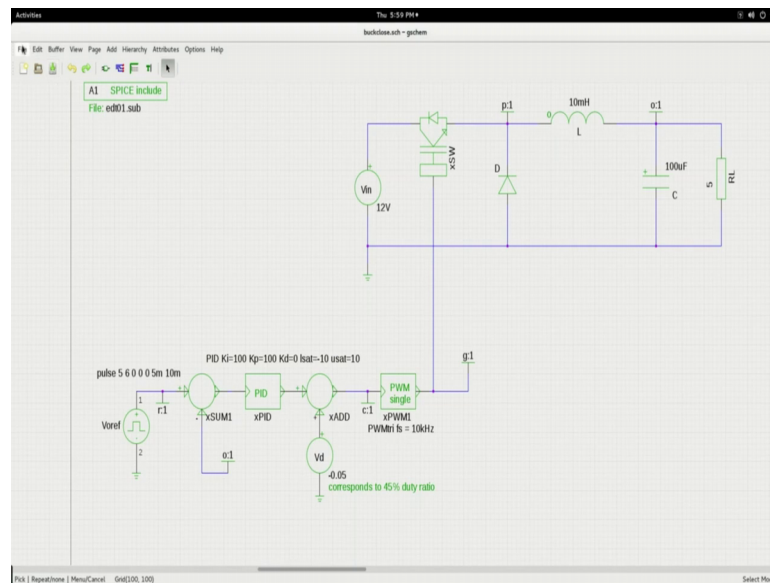 Activities
Thu 5:59 PM
buckclose.sch - gschem
File Edit Buffer View Page Add Hierarchy Attributes Options Help
A1 SPICE include
File: edt01.sub
p:1
10mH
L
o:1
xSW
Vin
12V
D
100uF
C
5
RL
PID Ki=100 Kp=100 Kd=0 lsat=-10 usat=10
g:1
pulse 5 6 0 0 0 5m 10m
r:1
Voref
1
2
xSUM1
PID
xPID
xADD
c:1
PWM
single
xPWM1
PWMtri fs = 10kHz
o:1
Vd
-0.05
corresponds to 45% duty ratio
Pick | Repeat/none | Menu/Cancel Grid(100, 100)
Select Mo